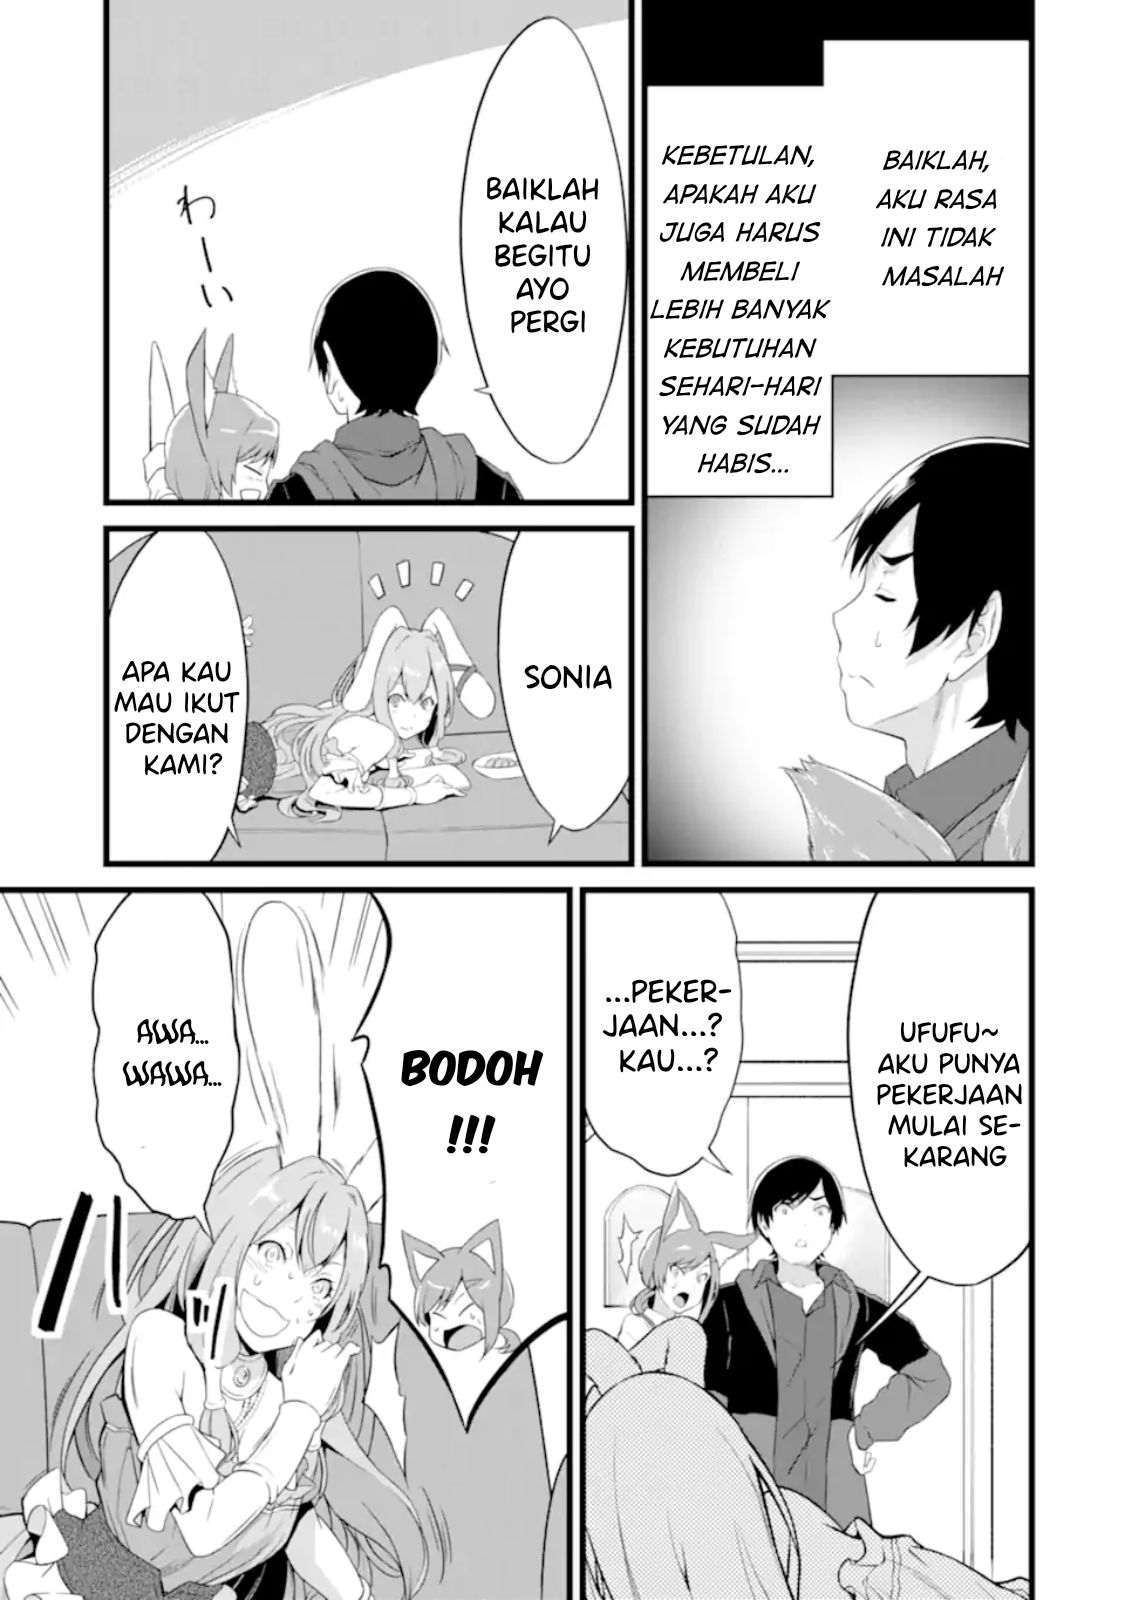 BAIKLAH,
AKU RASA
INI TIDAK
MASALAH
KEBETULAN,
APAKAH AKU
JUGA HARUS
MEMBELI
LEBIH BANYAK
KEBUTUHAN
SEHARI-HARI
YANG SUDAH
HABIS...
BAIKLAH
KALAU
BEGITU
AYO
PERGI
わーい
SONIA
APA KAU
MAU IKUT
DENGAN
KAMI?
UFUFU~
AKU PUNYA
PEKERJAAN
MULAI SE-
KARANG
...PEKER-
JAAN...?
KAU...?
BODOH
!!!
AWA...
WAWA...